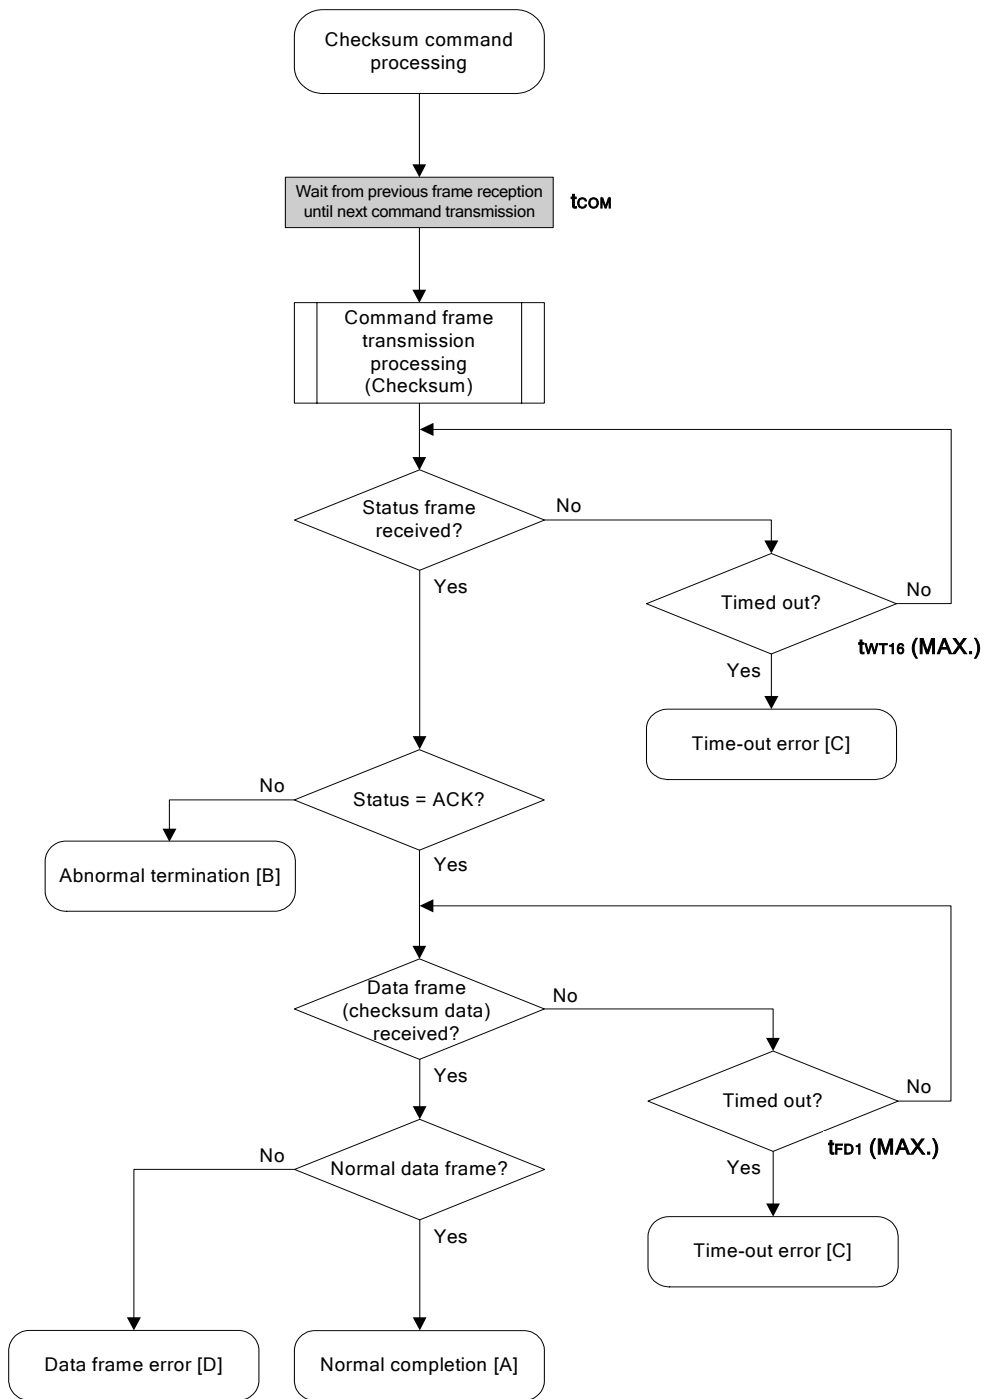 Checksum command
processing
Wait from previous frame reception
until next command transmission
tCOM
Command frame
transmission
processing
(Checksum)
Status frame
received?
No
Yes
Timed out?
No
tWT16 (MAX.)
Yes
Time-out error [C]
Status = ACK?
No
Abnormal termination [B]
Yes
Data frame
(checksum data)
received?
No
Yes
Timed out?
No
tFD1 (MAX.)
Yes
Time-out error [C]
Normal data frame?
No
Yes
Data frame error [D]
Normal completion [A]